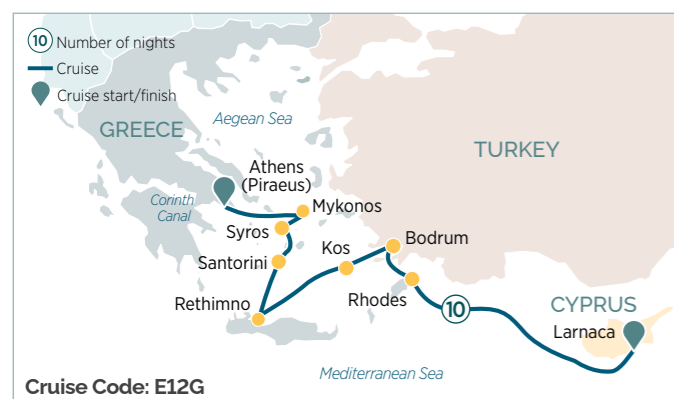 10 Number of nights
Cruise
Cruise start/finish
GREECE
Aegean Sea
TURKEY
Athens
(Piraeus)
Corinth
Canal
Mykonos
Syros
Kos
Bodrum
Santorini
Rethimno
Rhodes
10
CYPRUS
Larnaca
Mediterranean Sea
Cruise Code: E12G